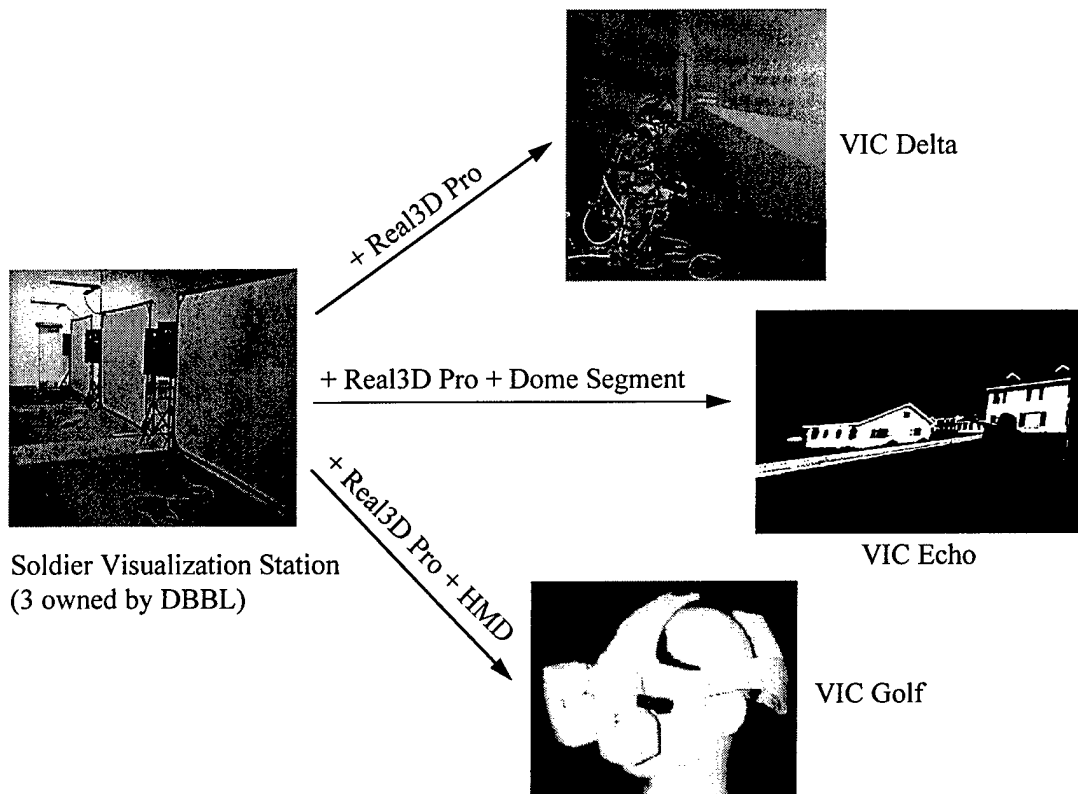 VIC Delta
+ Real3D Pro
+ Real3D Pro + Dome Segment
+ Real3D Pro + HMD
Soldier Visualization Station
(3 owned by DBBL)
VIC Echo
VIC Golf